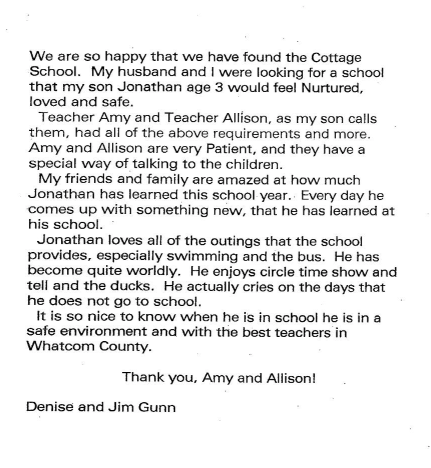 We are so happy that we have found the Cottage
School. My husband and I were looking for a school
that my son Jonathan age 3 would feel Nurtured,
loved and safe.
Teacher Amy and Teacher Allison, as my son calls
them, had all of the above requirements and more.
Amy and Allison are very Patient, and they have a
special way of talking to the children.
My friends and family are amazed at how much
Jonathan has learned this school year. Every day he
comes up with something new, that he has learned at
his school.
Jonathan loves all of the outings that the school
provides, especially swimming and the bus. He has
become quite worldly. He enjoys circle time show and
tell and the ducks. He actually cries on the days that
he does not go to school.
It is so nice to know when he is in school he is in a
safe environment and with the best teachers in
Whatcom County.
Thank you, Amy and Allison!
Denise and Jim Gunn